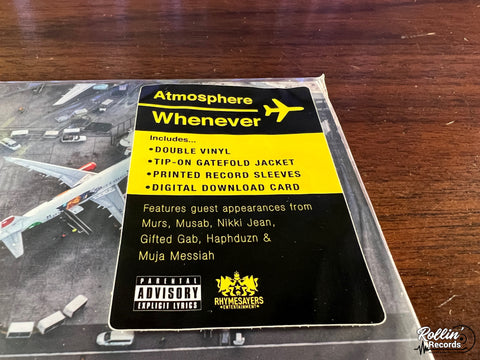 Atmosphere
Whenever
Includes...
•DOUBLE VINYL
•TIP-ON GATEFOLD JACKET
•PRINTED RECORD SLEEVES
•DIGITAL DOWNLOAD CARD
Features guest appearances from
Murs, Musab, Nikki Jean,
Gifted Gab, Haphduzn &
Muja Messiah
PARENTAL
ADVISORY
EXPLICIT LYRICS
RHYMESAYERS
ENTERTAINMENT
Rollin'
Records